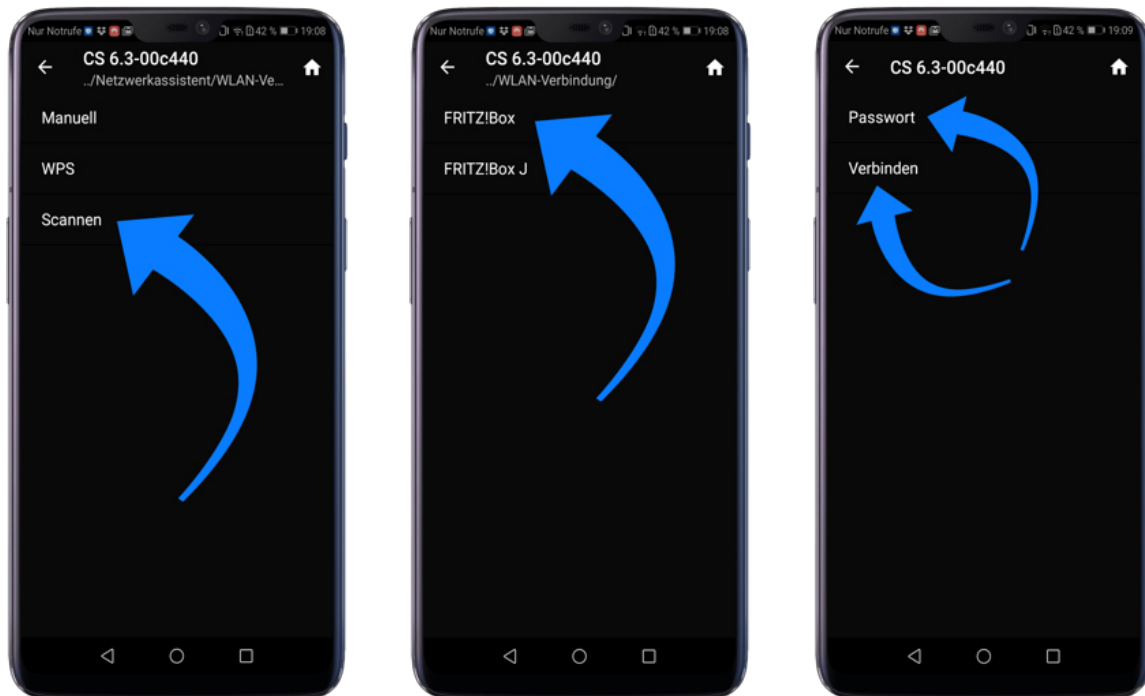 Nur Notrufe 42 % 19:08
CS 6.3-00c440
../Netzwerkassistent/WLAN-Ve...
Manuell
WPS
Scannen
Nur Notrufe 42 % 19:08
CS 6.3-00c440
../WLAN-Verbindung/
FRITZ!Box
FRITZ!Box J
Nur Notrufe 42 % 19:09
CS 6.3-00c440
Passwort
Verbinden